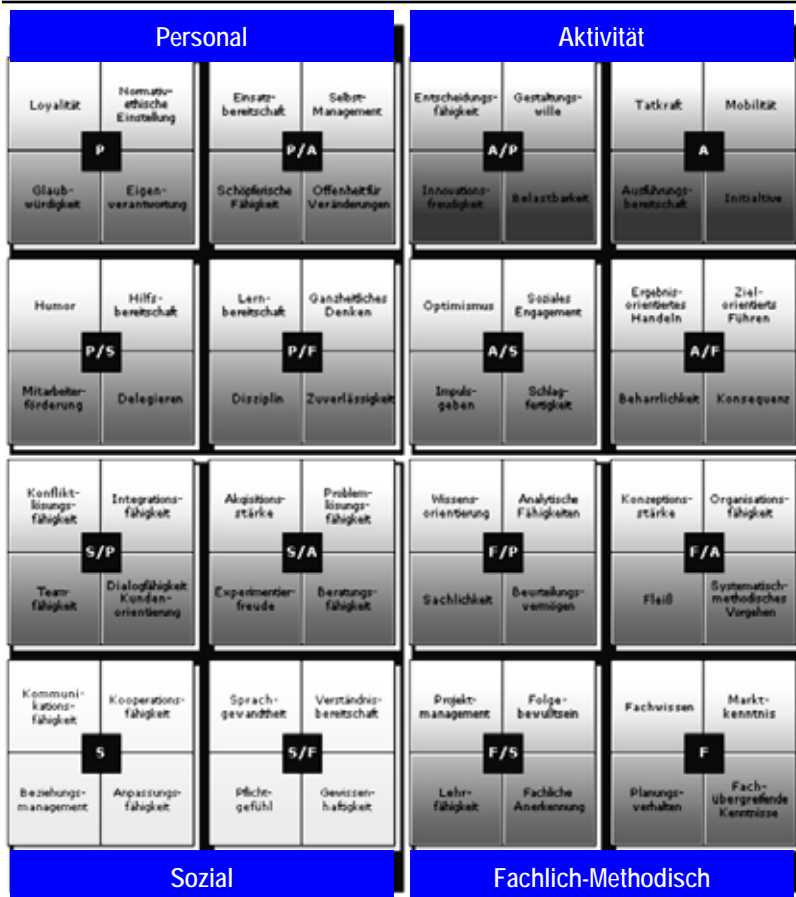 Personal
Aktivität
Loyalität
Normativ-
ethische
Einstellung
P
Glaub-
würdigkeit
Eigen-
verantwortung
Einsatz-
bereitschaft
Selbst-
Management
P/A
Schöpferische
Fähigkeit
Offenheit für
Veränderungen
Entscheidungs-
fähigkeit
Gestaltungs-
wille
A/P
Innovations-
freudigkeit
Belastbarkeit
Tatkraft
Mobilität
A
Ausführungs-
bereitschaft
Initialtive
Humor
Hilfs-
bereitschaft
P/S
Mitarbeiter-
förderung
Delegieren
Lern-
bereitschaft
Ganzheitliches
Denken
P/F
Disziplin
Zuverlässigkeit
Optimismus
Soziales
Engagement
A/S
Impuls-
geben
Schlag-
fertigkeit
Ergebnis-
orientiertes
Handeln
Ziel-
orientierts
Führen
A/F
Beharrlichkeit
Konsequenz
Konflikt-
lösungs-
fähigkeit
Integrations-
fähigkeit
S/P
Team-
fähigkeit
Dialogfähigkeit
Kunden-
orientierung
Akqisitions-
stärke
Problem-
lösungs-
fähigkeit
S/A
Experimentier-
freude
Beratungs-
fähigkeit
Wissens-
orientierung
Analytische
Fähigkeiten
F/P
Sachlichkeit
Beurteilungs-
vermögen
Konzeptions-
stärke
Organisations-
fähigkeit
F/A
Fleiß
Systematisch-
methodisches
Vorgehen
Kommuni-
kations-
fähigkeit
Kooperations-
fähigkeit
S
Beziehungs-
management
Anpassungs-
fähigkeit
Sprach-
gewandtheit
Verständnis-
bereitschaft
S/F
Pflicht-
gefühl
Gewissen-
haftigkeit
Projekt-
management
Folge-
bewußtsein
F/S
Lehr-
fähigkeit
Fachliche
Anerkennung
Fachwissen
Markt-
kenntnis
F
Planungs-
verhalten
Fach-
übergreifende
Kenntnisse
Sozial
Fachlich-Methodisch